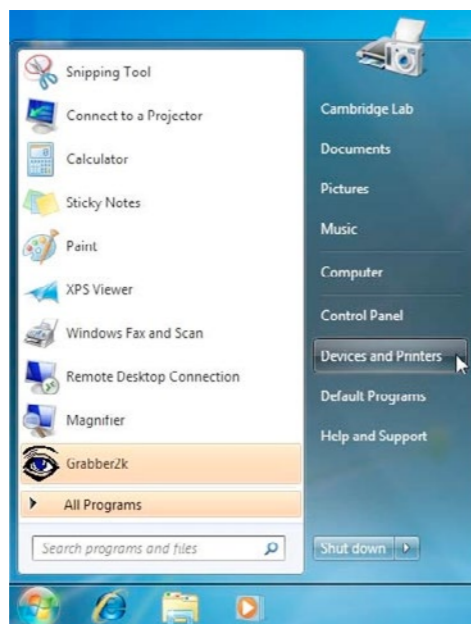 Snipping Tool
Connect to a Projector
Calculator
Sticky Notes
Paint
XPS Viewer
Windows Fax and Scan
Remote Desktop Connection
Magnifier
Grabber2k
All Programs
Search programs and files
Cambridge Lab
Documents
Pictures
Music
Computer
Control Panel
Devices and Printers
Default Programs
Help and Support
Shut down